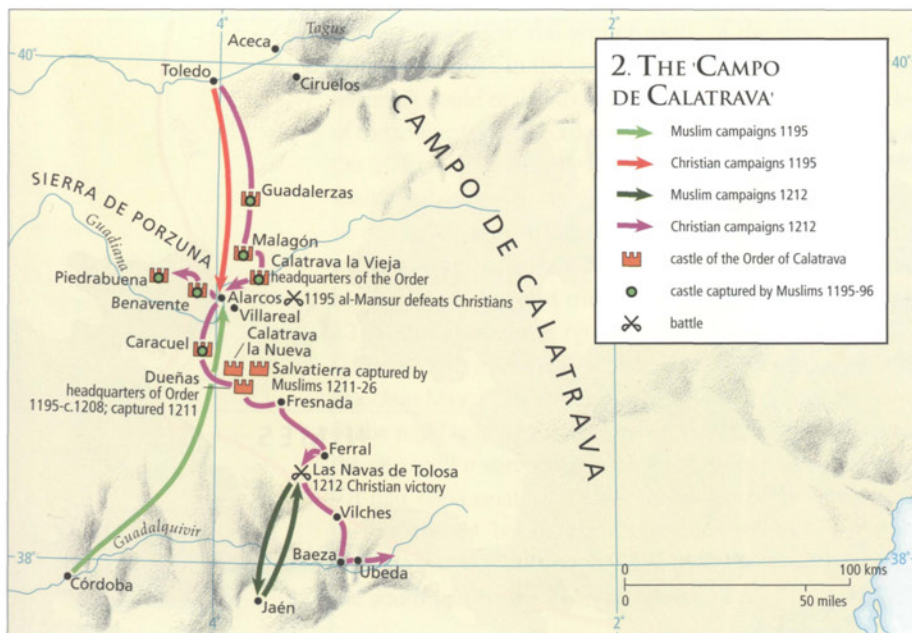 40°
4°
2°
40
Aceca
Tagus
Toledo
Ciruelos
CAMPO DE CALATRAVA
2. THE 'CAMPO
DE CALATRAVA'
Muslim campaigns 1195
Christian campaigns 1195
Muslim campaigns 1212
Christian campaigns 1212
castle of the Order of Calatrava
castle captured by Muslims 1195-96
battle
Guadalerzas
SIERRA DE PORZUNA
Guadiana
Malagón
Calatrava la Vieja
headquarters of the Order
Piedrabuena
Benavente
Alarcos
1195 al-Mansur defeats Christians
Villareal
Caracuel
Calatrava
la Nueva
Salvatierra captured by
Muslims 1211-26
Dueñas
headquarters of Order
1195-c.1208; captured 1211
Fresnada
Ferral
Las Navas de Tolosa
1212 Christian victory
Vilches
Guadalquivir
Baeza
Ubeda
38°
38°
Córdoba
Jaén
4°
2°
0
100 kms
0
50 miles